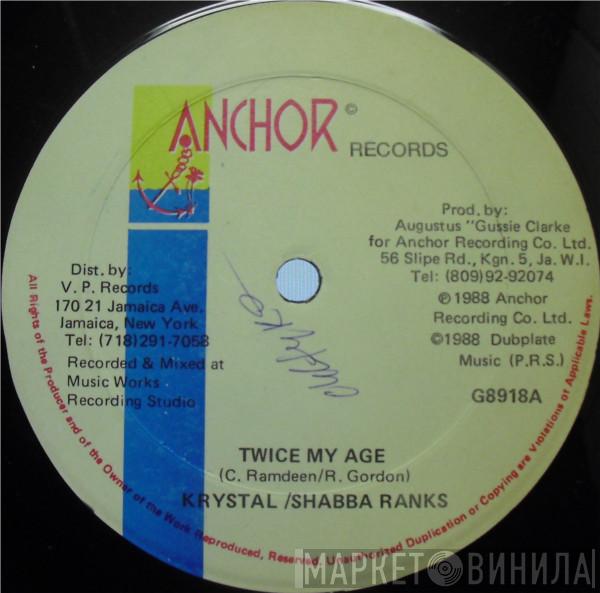 ANCHOR ©
RECORDS
Prod. by:
Augustus "Gussie Clarke
for Anchor Recording Co. Ltd.
56 Slipe Rd., Kgn. 5, Ja. W.I.
Tel: (809)92-92074
℗1988 Anchor
Recording Co. Ltd.
©1988 Dubplate
Music (P.R.S.)
G8918A
Dist. by:
V. P. Records
170 21 Jamaica Ave.
Jamaica, New York
Tel: (718)291-7058
Recorded & Mixed at
Music Works
Recording Studio
TWICE MY AGE
(C. Ramdeen/R. Gordon)
KRYSTAL /SHABBA RANKS
All Rights of the Producer and of the Owner of the Work Reproduced, Reserved. Unauthorized Duplication or Copying are Violations of Applicable Laws.
МАРКЕТ ВИНИЛА